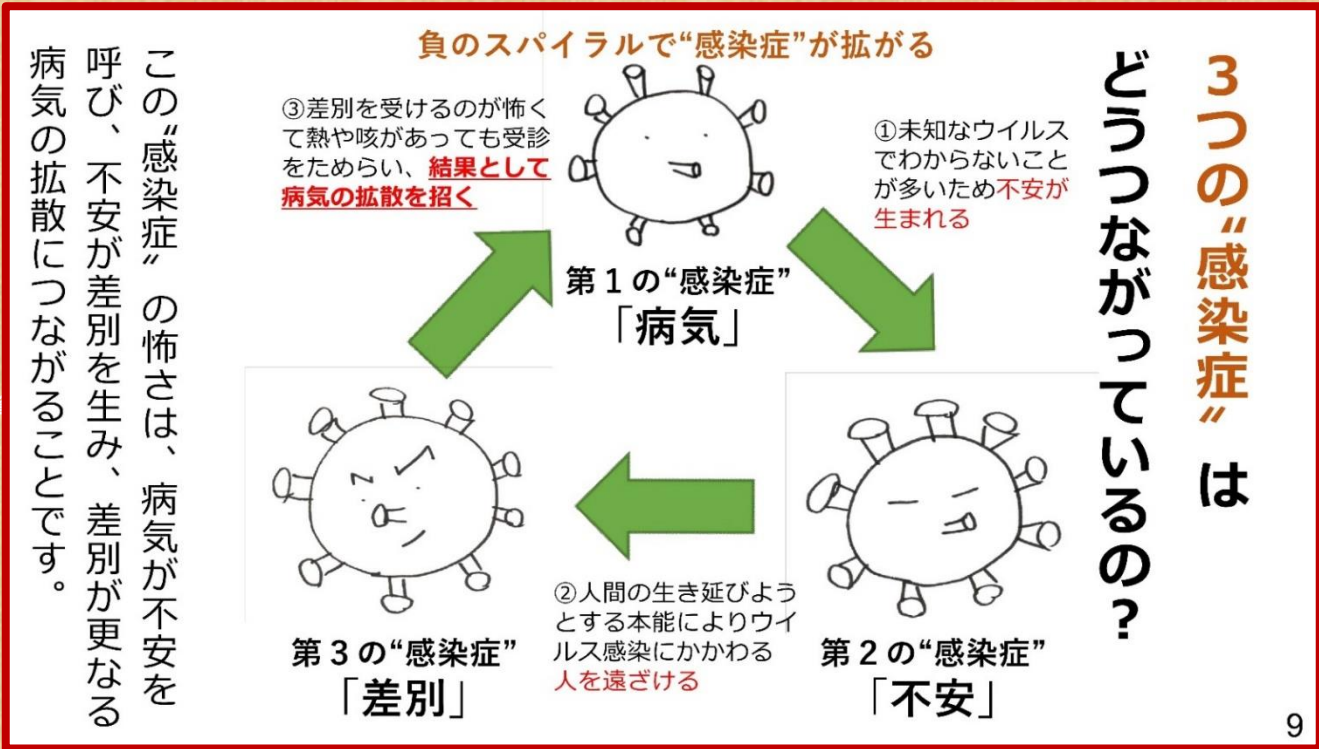 3つの“感染症”は
どうつながっているの？
負のスパイラルで“感染症”が拡がる
第1の“感染症”
「病気」
①未知なウイルス
でわからないこと
が多いため不安が
生まれる
第2の“感染症”
「不安」
②人間の生き延びよう
とする本能によりウイ
ルス感染にかかわる
人を遠ざける
第3の“感染症”
「差別」
③差別を受けるのが怖く
て熱や咳があっても受診
をためらい、結果として
病気の拡散を招く
この“感染症”の怖さは、病気が不安を
呼び、不安が差別を生み、差別が更なる
病気の拡散につながることです。
9